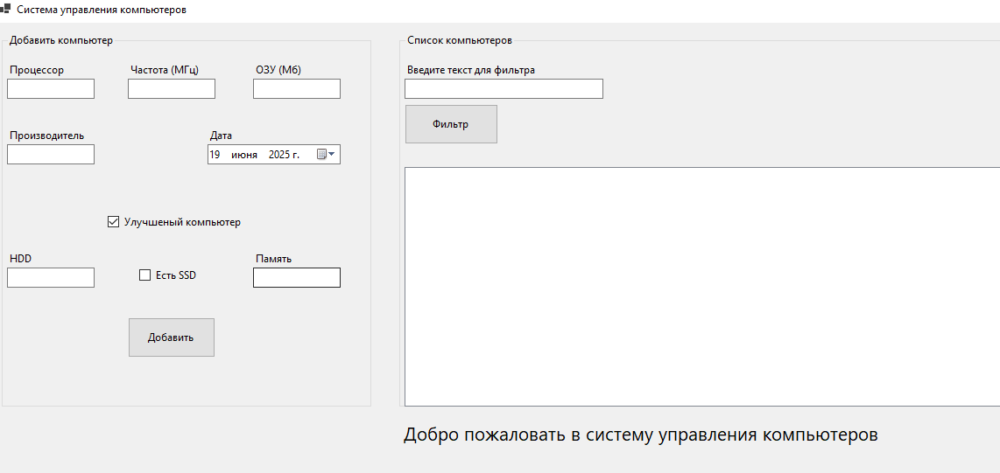 Система управления компьютеров
Добавить компьютер
Процессор
Частота (МГц)
ОЗУ (Мб)
Производитель
Дата
19 июня 2025 г.
Улучшеный компьютер
HDD
Есть SSD
Память
Добавить
Список компьютеров
Введите текст для фильтра
Фильтр
Добро пожаловать в систему управления компьютеров